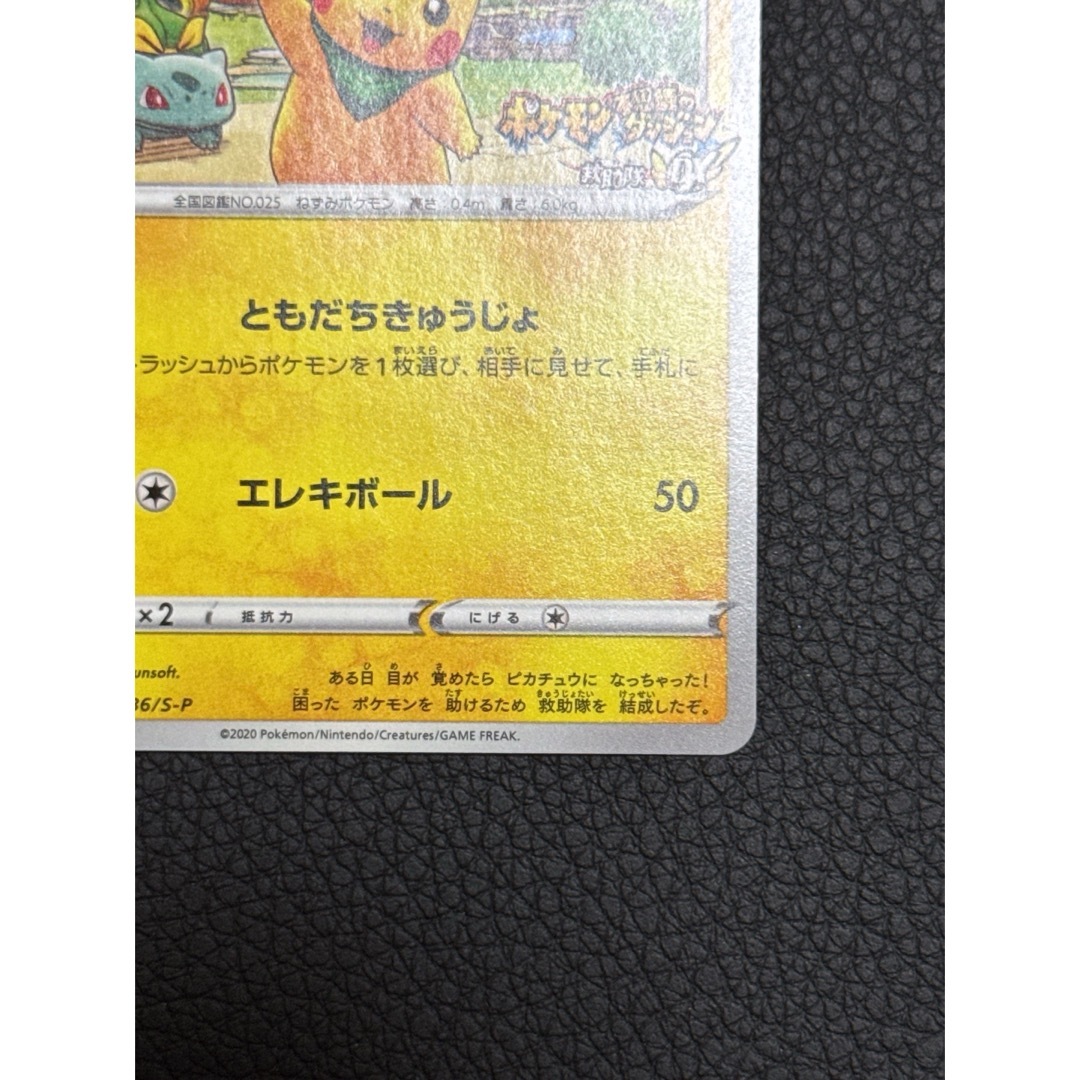 ポケモン不思議のダンジョン
救助隊DX
全国図鑑NO.025 ねずみポケモン 高さ：0.4m 重さ：6.0kg
ともだちきゅうじょ
ラッシュからポケモンを1枚選び、相手に見せて、手札に
エレキボール 50
×2 抵抗力 にげる
unsoft. ある日 目が 覚めたら ピカチュウに なっちゃった!
36/S-P 困った ポケモンを 助けるため 救助隊を 結成したぞ。
©2020 Pokémon/Nintendo/Creatures/GAME FREAK.